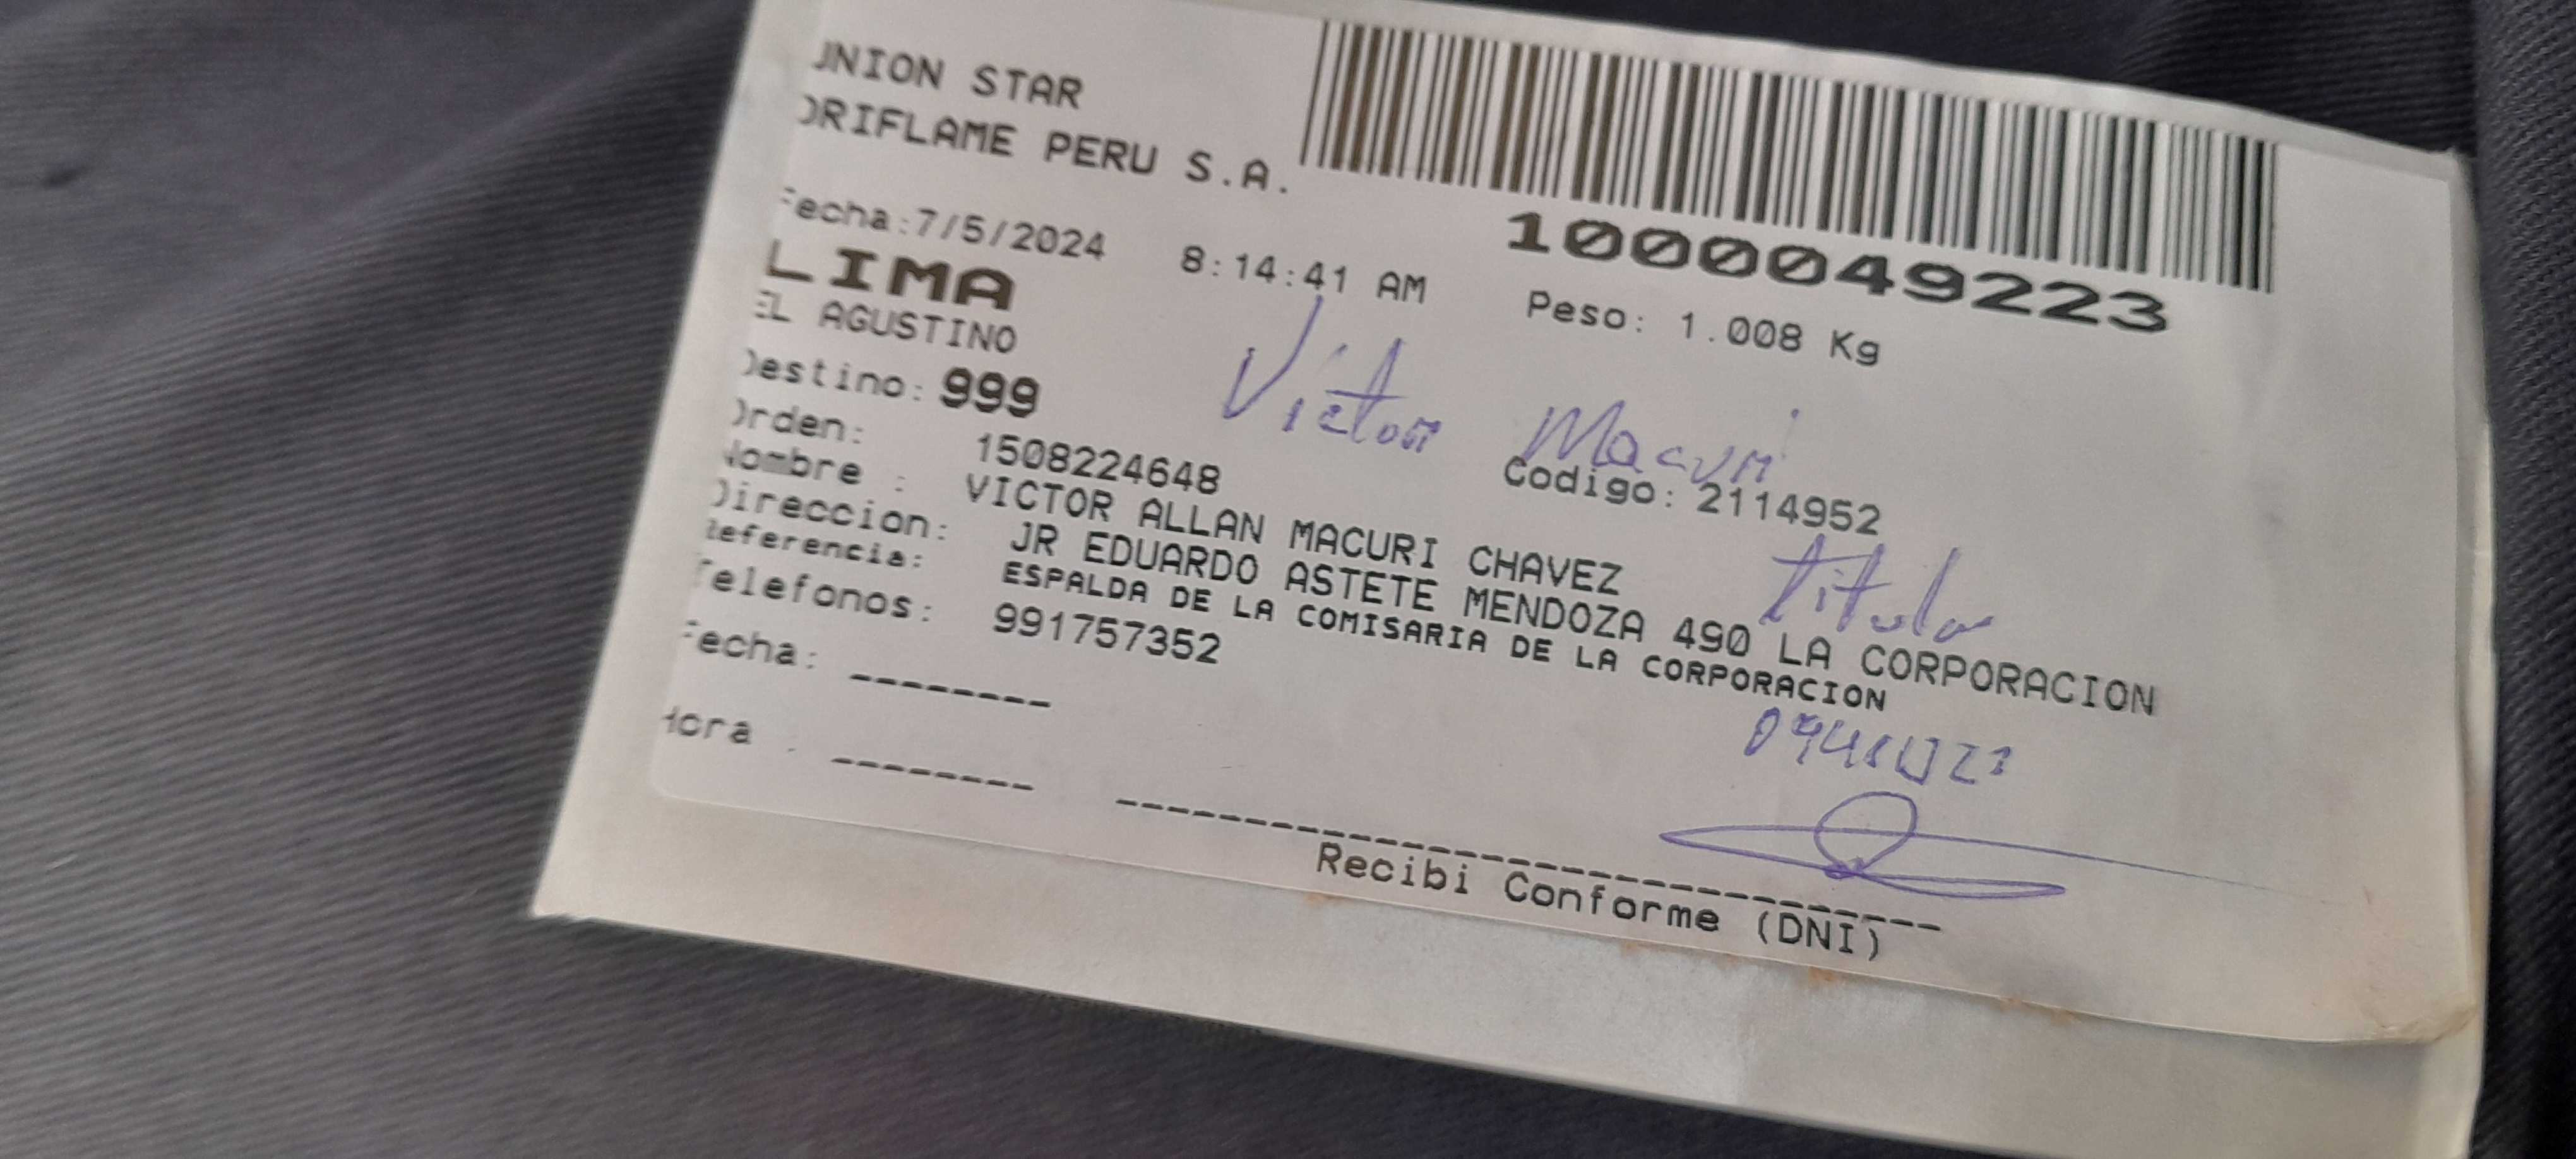 UNION STAR
ORIFLAME PERU S.A.
Fecha:7/5/2024 8:14:41 AM
1000049223
LIMA
Peso: 1.008 Kg
EL AGUSTINO
Destino: 999
Victor Macuri
Orden: 1508224648
Codigo: 2114952
Nombre : VICTOR ALLAN MACURI CHAVEZ
titular
Direccion: JR EDUARDO ASTETE MENDOZA 490 LA CORPORACION
Referencia: ESPALDA DE LA COMISARIA DE LA CORPORACION
Telefonos: 991757352
Fecha: --------
Hora : --------
Recibi Conforme (DNI)